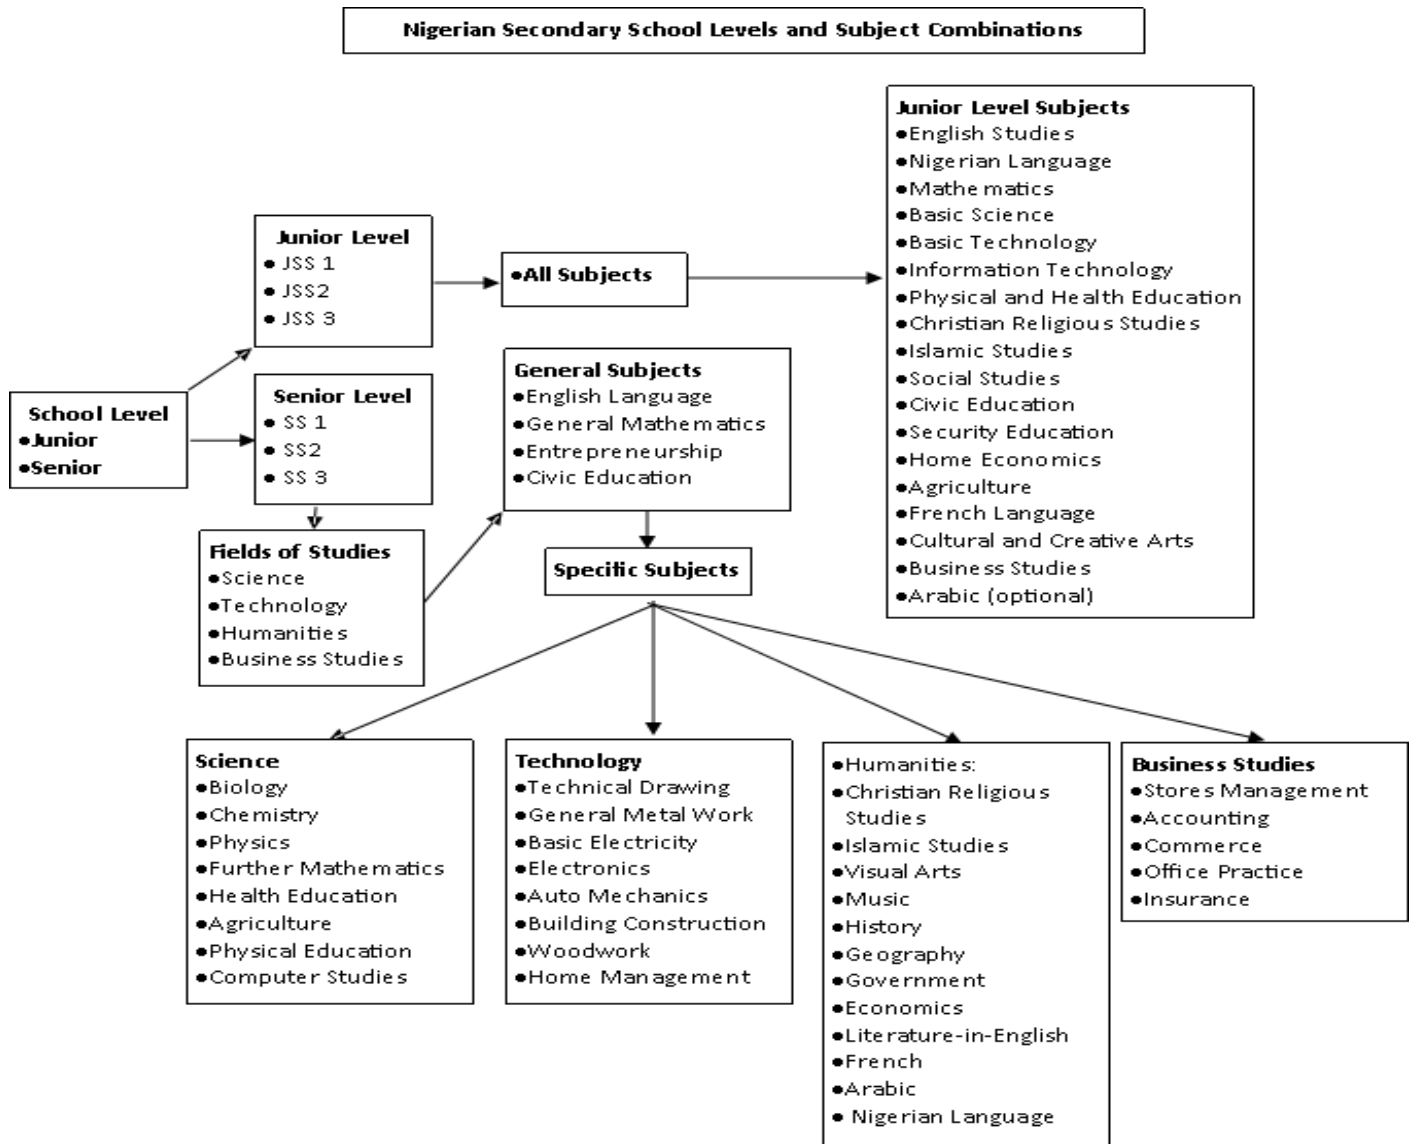 Nigerian Secondary School Levels and Subject Combinations
Junior Level Subjects
●English Studies
●Nigerian Language
●Mathematics
●Basic Science
●Basic Technology
●Information Technology
●Physical and Health Education
●Christian Religious Studies
●Islamic Studies
●Social Studies
●Civic Education
●Security Education
●Home Economics
●Agriculture
●French Language
●Cultural and Creative Arts
●Business Studies
●Arabic (optional)
Junior Level
● JSS 1
● JSS2
● JSS 3
●All Subjects
School Level
●Junior
●Senior
Senior Level
● SS 1
● SS2
● SS 3
General Subjects
●English Language
●General Mathematics
●Entrepreneurship
●Civic Education
Fields of Studies
●Science
●Technology
●Humanities
●Business Studies
Specific Subjects
Science
●Biology
●Chemistry
●Physics
●Further Mathematics
●Health Education
●Agriculture
●Physical Education
●Computer Studies
Technology
●Technical Drawing
●General Metal Work
●Basic Electricity
●Electronics
●Auto Mechanics
●Building Construction
●Woodwork
●Home Management
●Humanities:
●Christian Religious
Studies
●Islamic Studies
●Visual Arts
●Music
●History
●Geography
●Government
●Economics
●Literature-in-English
●French
●Arabic
● Nigerian Language
Business Studies
●Stores Management
●Accounting
●Commerce
●Office Practice
●Insurance